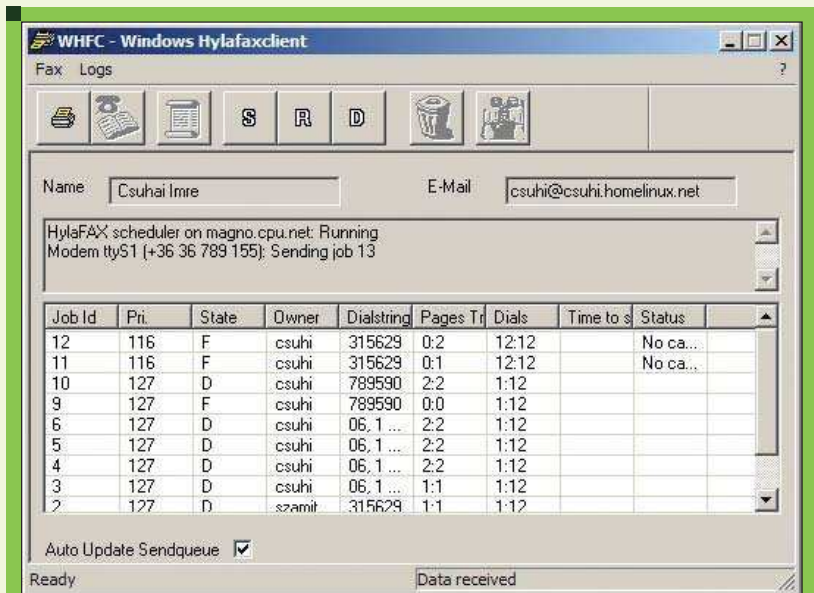 WHFC - Windows Hylafaxclient
Fax Logs ?
S R D
Name Csuhai Imre E-Mail csuhi@csuhi.homelinux.net
HylaFAX scheduler on magno.cpu.net: Running
Modem ttyS1 (+36 36 789 155): Sending job 13
Job Id Pri. State Owner Dialstring Pages Tr Dials Time to s Status
12 116 F csuhi 315629 0:2 12:12 No ca...
11 116 F csuhi 315629 0:1 12:12 No ca...
10 127 D csuhi 789590 2:2 1:12
9 127 F csuhi 789590 0:0 1:12
6 127 D csuhi 06, 1 ... 2:2 1:12
5 127 D csuhi 06, 1 ... 2:2 1:12
4 127 D csuhi 06, 1 ... 2:2 1:12
3 127 D csuhi 06, 1 ... 1:1 1:12
2 127 D szamit 315629 1:1 1:12
Auto Update Sendqueue
Ready Data received